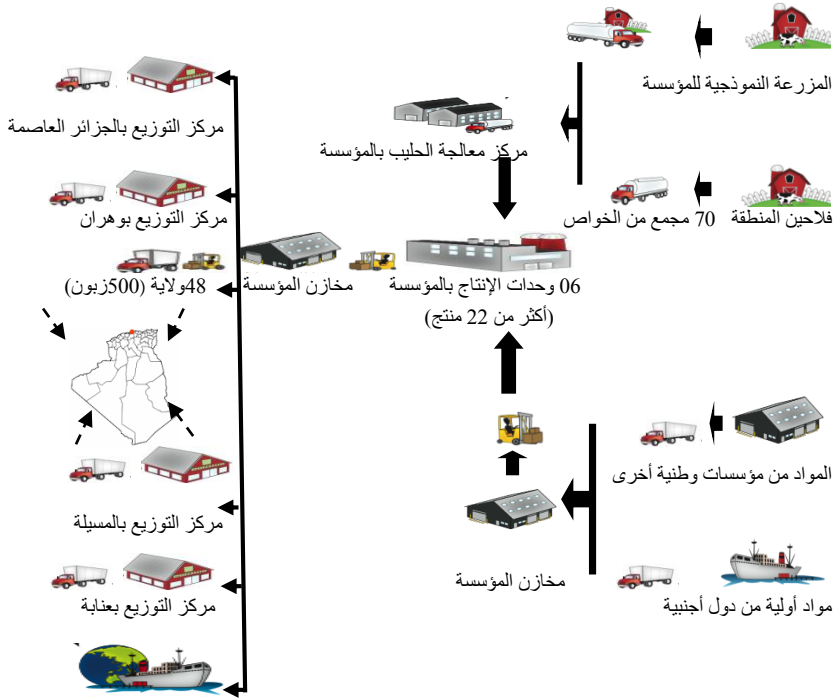 المزرعة النموذجية للمؤسسة
مركز التوزيع بالجزائر العاصمة
مركز معالجة الحليب بالمؤسسة
فلاحين المنطقة
70 مجمع من الخواص
مركز التوزيع بوهران
06 وحدات الإنتاج بالمؤسسة
(أكثر من 22 منتج)
مخازن المؤسسة
48ولاية (500زبون)
المواد من مؤسسات وطنية أخرى
مركز التوزيع بالمسيلة
مخازن المؤسسة
مواد أولية من دول أجنبية
مركز التوزيع بعنابة